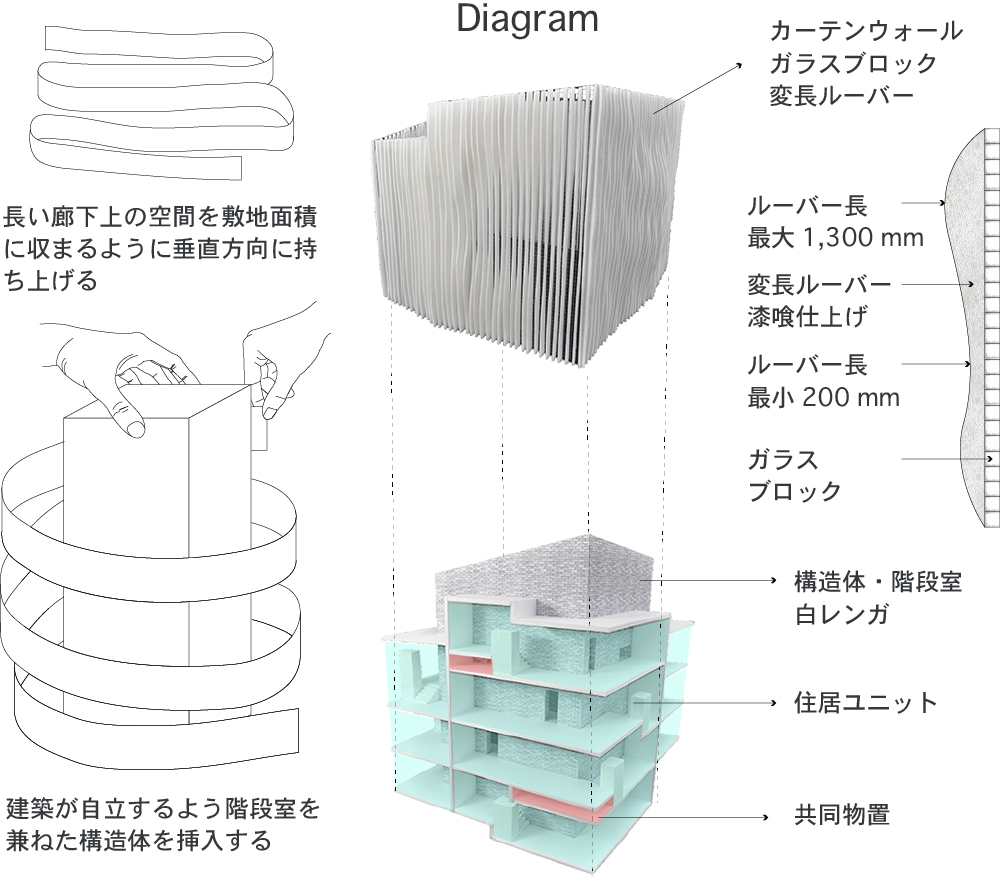 Diagram
長い廊下上の空間を敷地面積
に収まるように垂直方向に持
ち上げる
建築が自立するよう階段室を
兼ねた構造体を挿入する
カーテンウォール
ガラスブロック
変長ルーバー
ルーバー長
最大 1,300 mm
変長ルーバー
漆喰仕上げ
ルーバー長
最小 200 mm
ガラス
ブロック
構造体・階段室
白レンガ
住居ユニット
共同物置